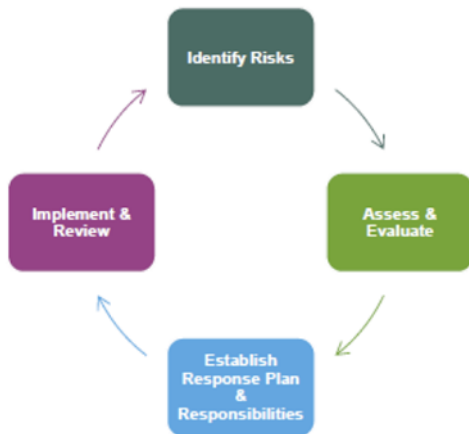 Identify Risks
Assess &
Evaluate
Establish
Response Plan
&
Responsibilities
Implement &
Review